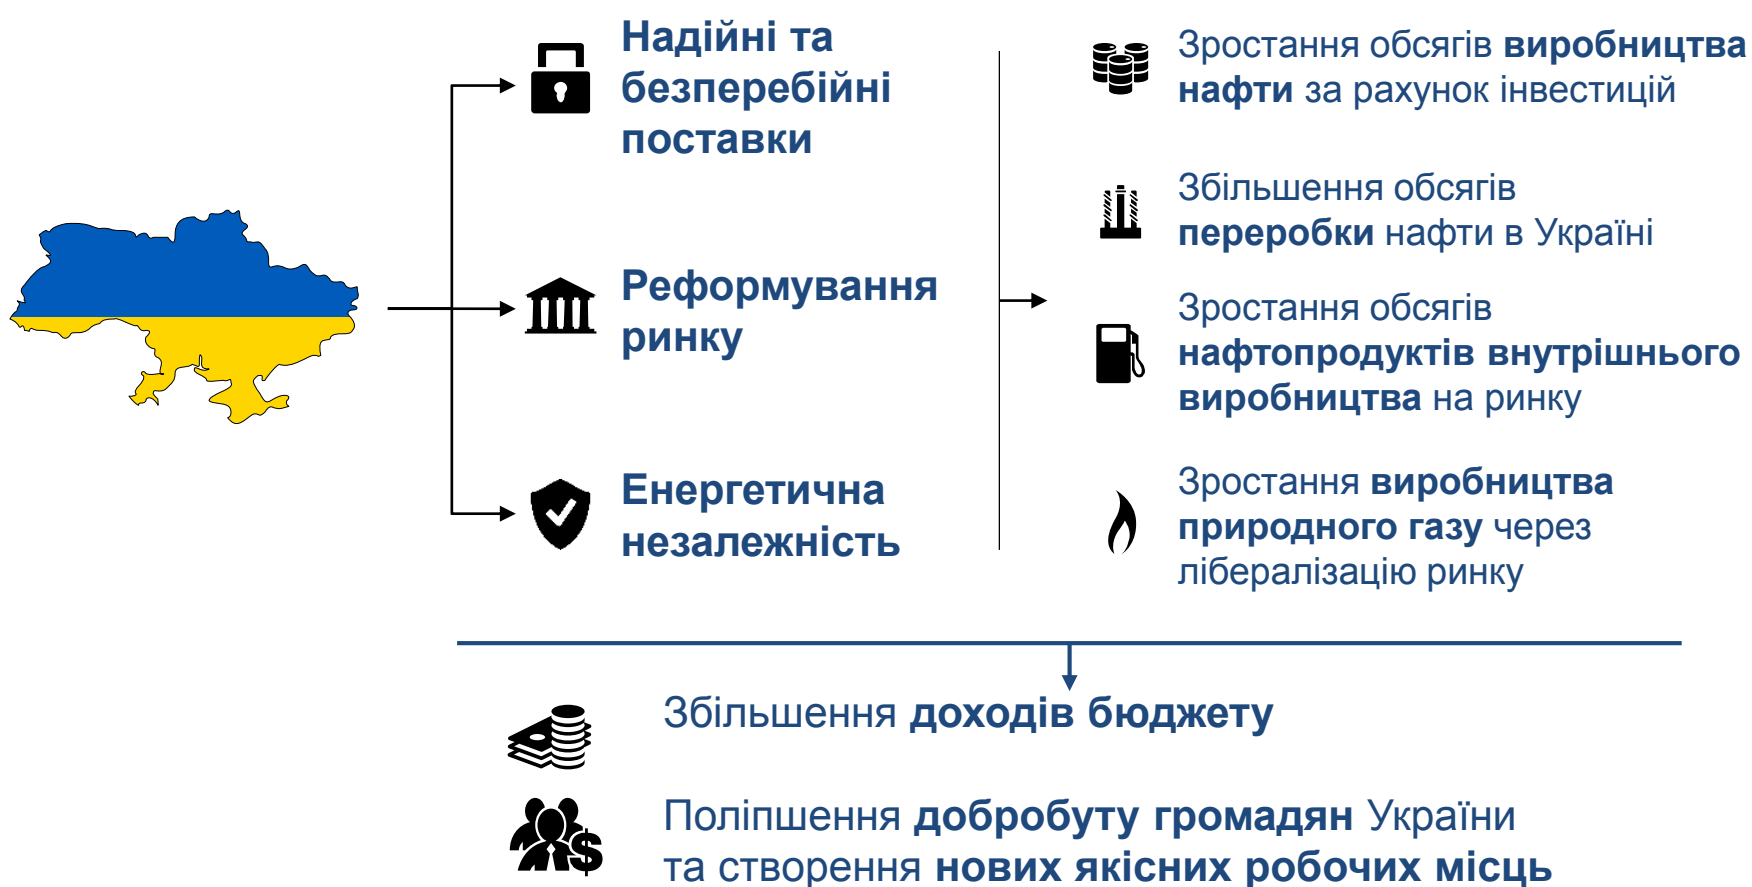 Надійні та
безперебійні
поставки
Реформування
ринку
Енергетична
незалежність
Зростання обсягів виробництва
нафти за рахунок інвестицій
Збільшення обсягів
переробки нафти в Україні
Зростання обсягів
нафтопродуктів внутрішнього
виробництва на ринку
Зростання виробництва
природного газу через
лібералізацію ринку
Збільшення доходів бюджету
Поліпшення добробуту громадян України
та створення нових якісних робочих місць
$